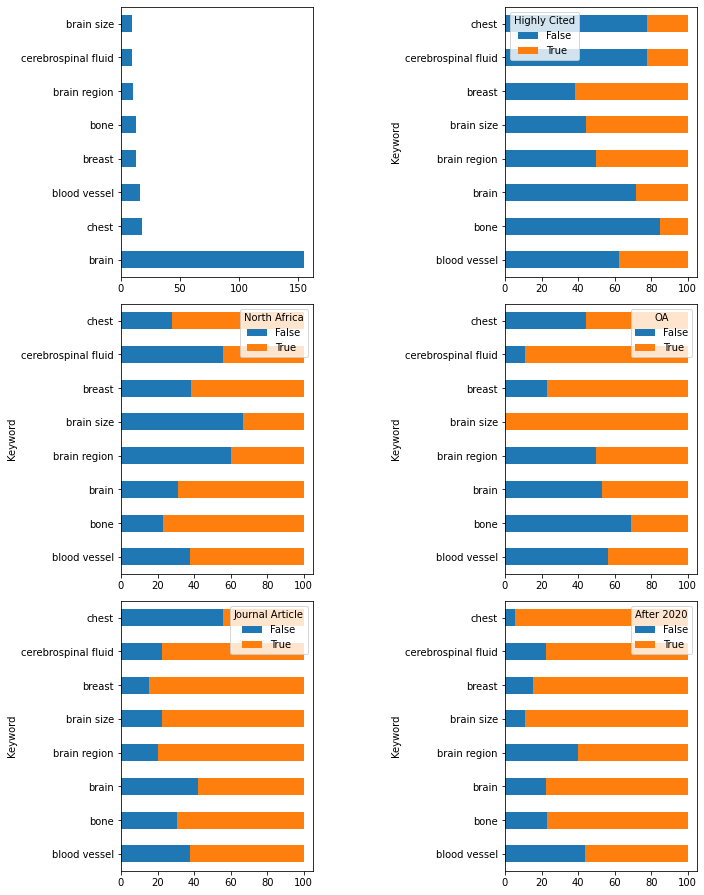 brain size
cerebrospinal fluid
brain region
bone
breast
blood vessel
chest
brain
0 50 100 150
Keyword
chest
cerebrospinal fluid
breast
brain size
brain region
brain
bone
blood vessel
0 20 40 60 80 100
Highly Cited
False
True
Keyword
chest
cerebrospinal fluid
breast
brain size
brain region
brain
bone
blood vessel
0 20 40 60 80 100
North Africa
False
True
Keyword
chest
cerebrospinal fluid
breast
brain size
brain region
brain
bone
blood vessel
0 20 40 60 80 100
OA
False
True
Keyword
chest
cerebrospinal fluid
breast
brain size
brain region
brain
bone
blood vessel
0 20 40 60 80 100
Journal Article
False
True
Keyword
chest
cerebrospinal fluid
breast
brain size
brain region
brain
bone
blood vessel
0 20 40 60 80 100
After 2020
False
True